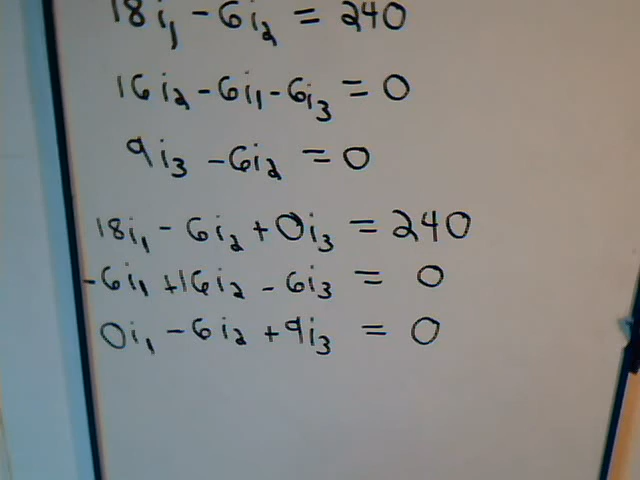 18i₁ - 6i₂ = 240
16i₂ - 6i₁ - 6i₃ = 0
9i₃ - 6i₂ = 0
18i₁ - 6i₂ + 0i₃ = 240
-6i₁ + 16i₂ - 6i₃ = 0
0i₁ - 6i₂ + 9i₃ = 0